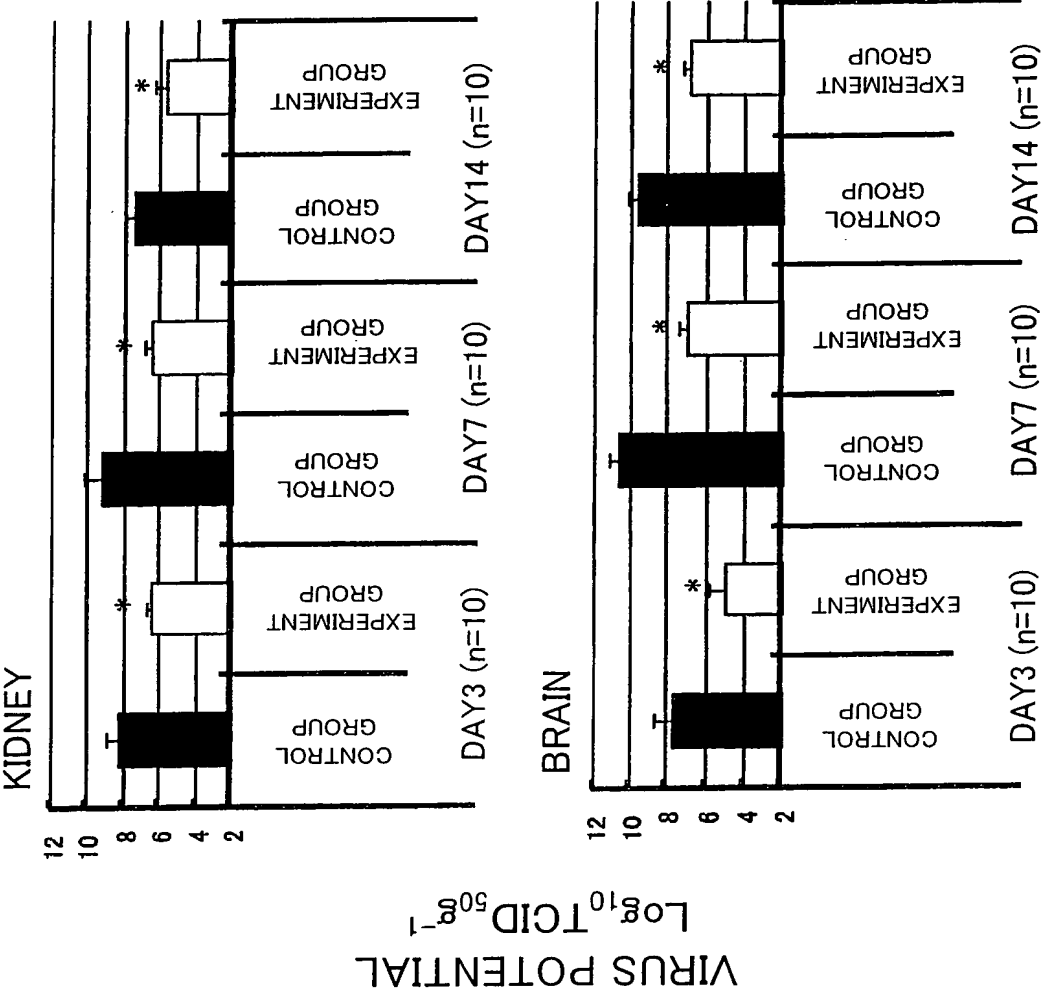 VIRUS POTENTIAL
Log₁₀TCID₅₀g⁻¹
KIDNEY
12
10
8
6
4
2
*
*
*
CONTROL
GROUP
EXPERIMENT
GROUP
CONTROL
GROUP
EXPERIMENT
GROUP
CONTROL
GROUP
EXPERIMENT
GROUP
DAY3 (n=10)
DAY7 (n=10)
DAY14 (n=10)
BRAIN
12
10
8
6
4
2
*
*
*
CONTROL
GROUP
EXPERIMENT
GROUP
CONTROL
GROUP
EXPERIMENT
GROUP
CONTROL
GROUP
EXPERIMENT
GROUP
DAY3 (n=10)
DAY7 (n=10)
DAY14 (n=10)